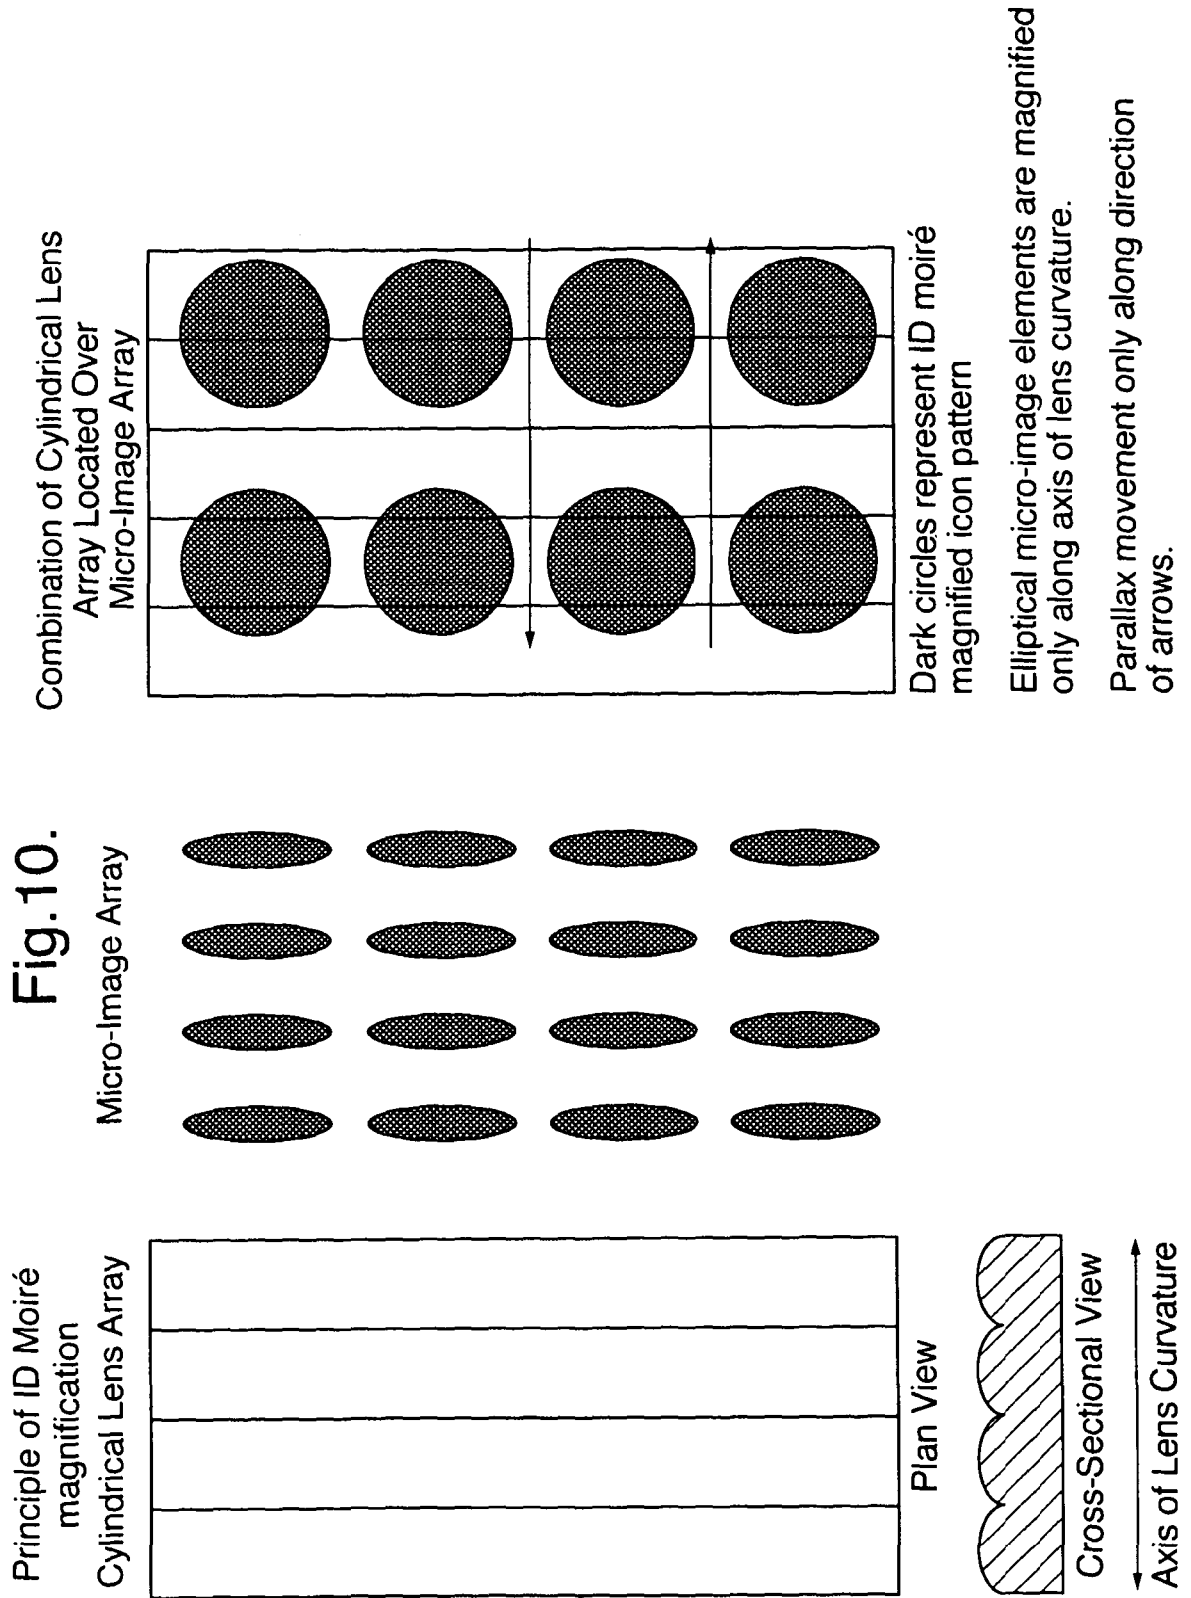 Fig.10.
Principle of ID Moiré
magnification
Cylindrical Lens Array
Plan View
Cross-Sectional View
Axis of Lens Curvature
Micro-Image Array
Combination of Cylindrical Lens
Array Located Over
Micro-Image Array
Dark circles represent ID moiré
magnified icon pattern
Elliptical micro-image elements are magnified
only along axis of lens curvature.
Parallax movement only along direction
of arrows.